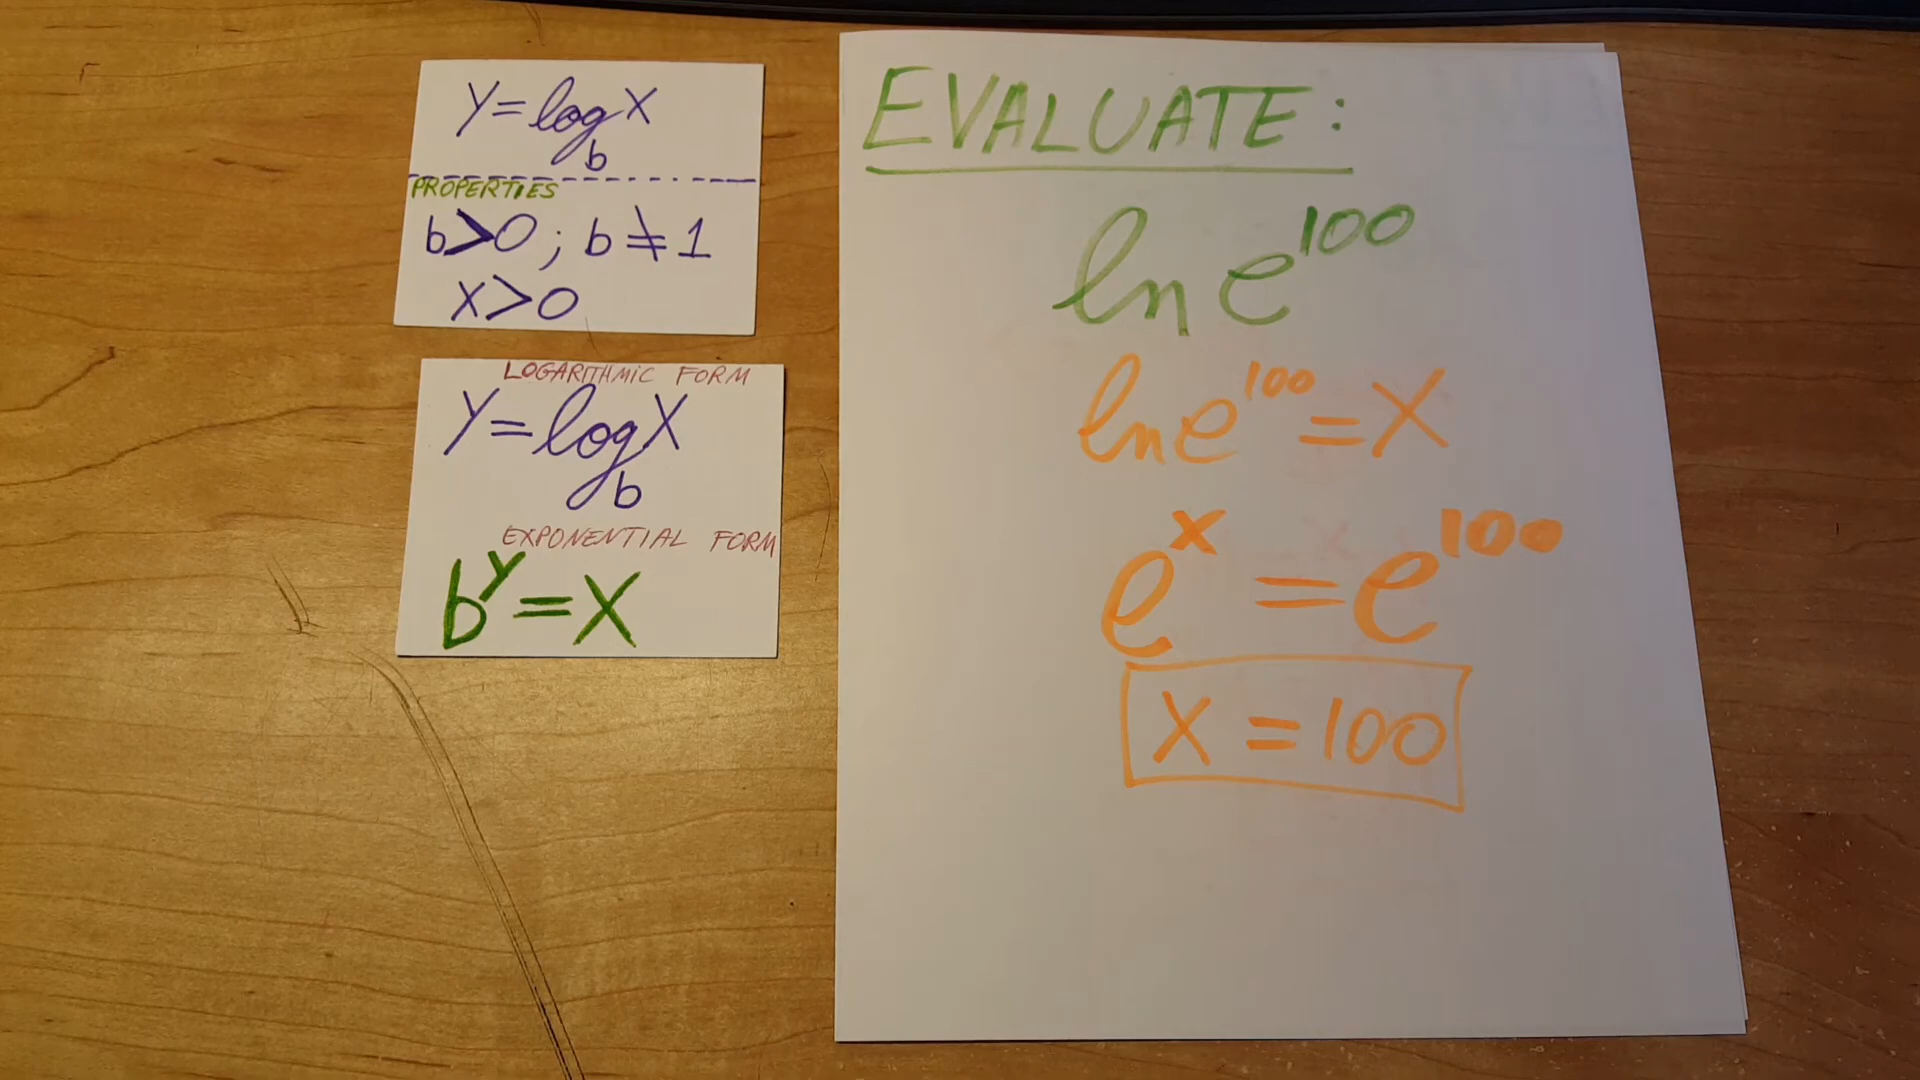 y = log_b x
PROPERTIES
b > 0 ; b ≠ 1
x > 0
LOGARITHMIC FORM
y = log_b x
EXPONENTIAL FORM
b^y = x
EVALUATE:
ln e^100
ln e^100 = x
e^x = e^100
x = 100